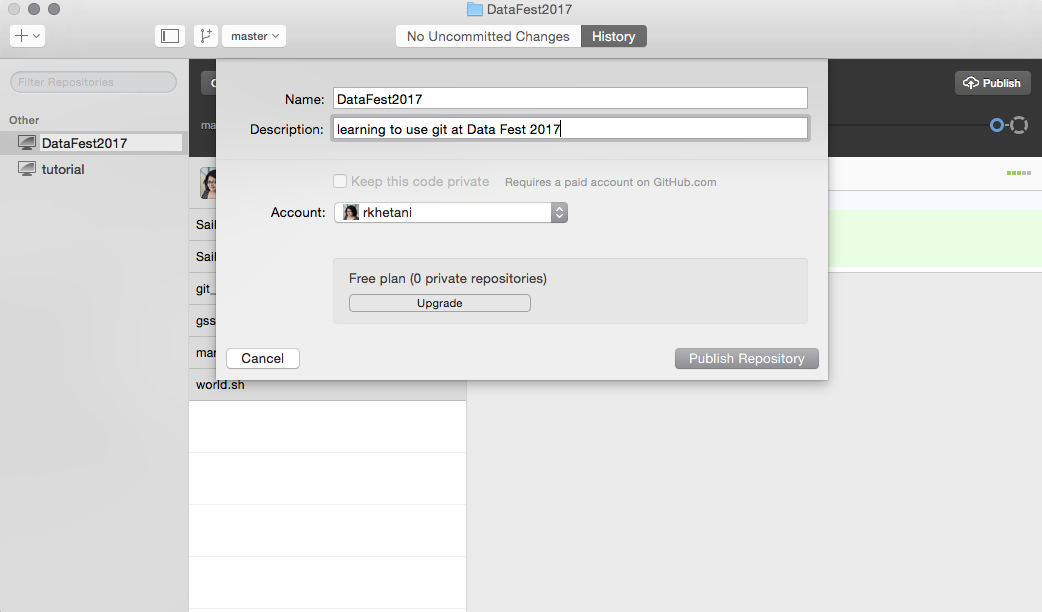 DataFest2017
master
No Uncommitted Changes
History
Filter Repositories
Other
DataFest2017
tutorial
Publish
Name: DataFest2017
Description: learning to use git at Data Fest 2017
Keep this code private Requires a paid account on GitHub.com
Account: rkhetani
Free plan (0 private repositories)
Upgrade
Cancel
Publish Repository
Sail
Sail
git_
gss
mar
world.sh